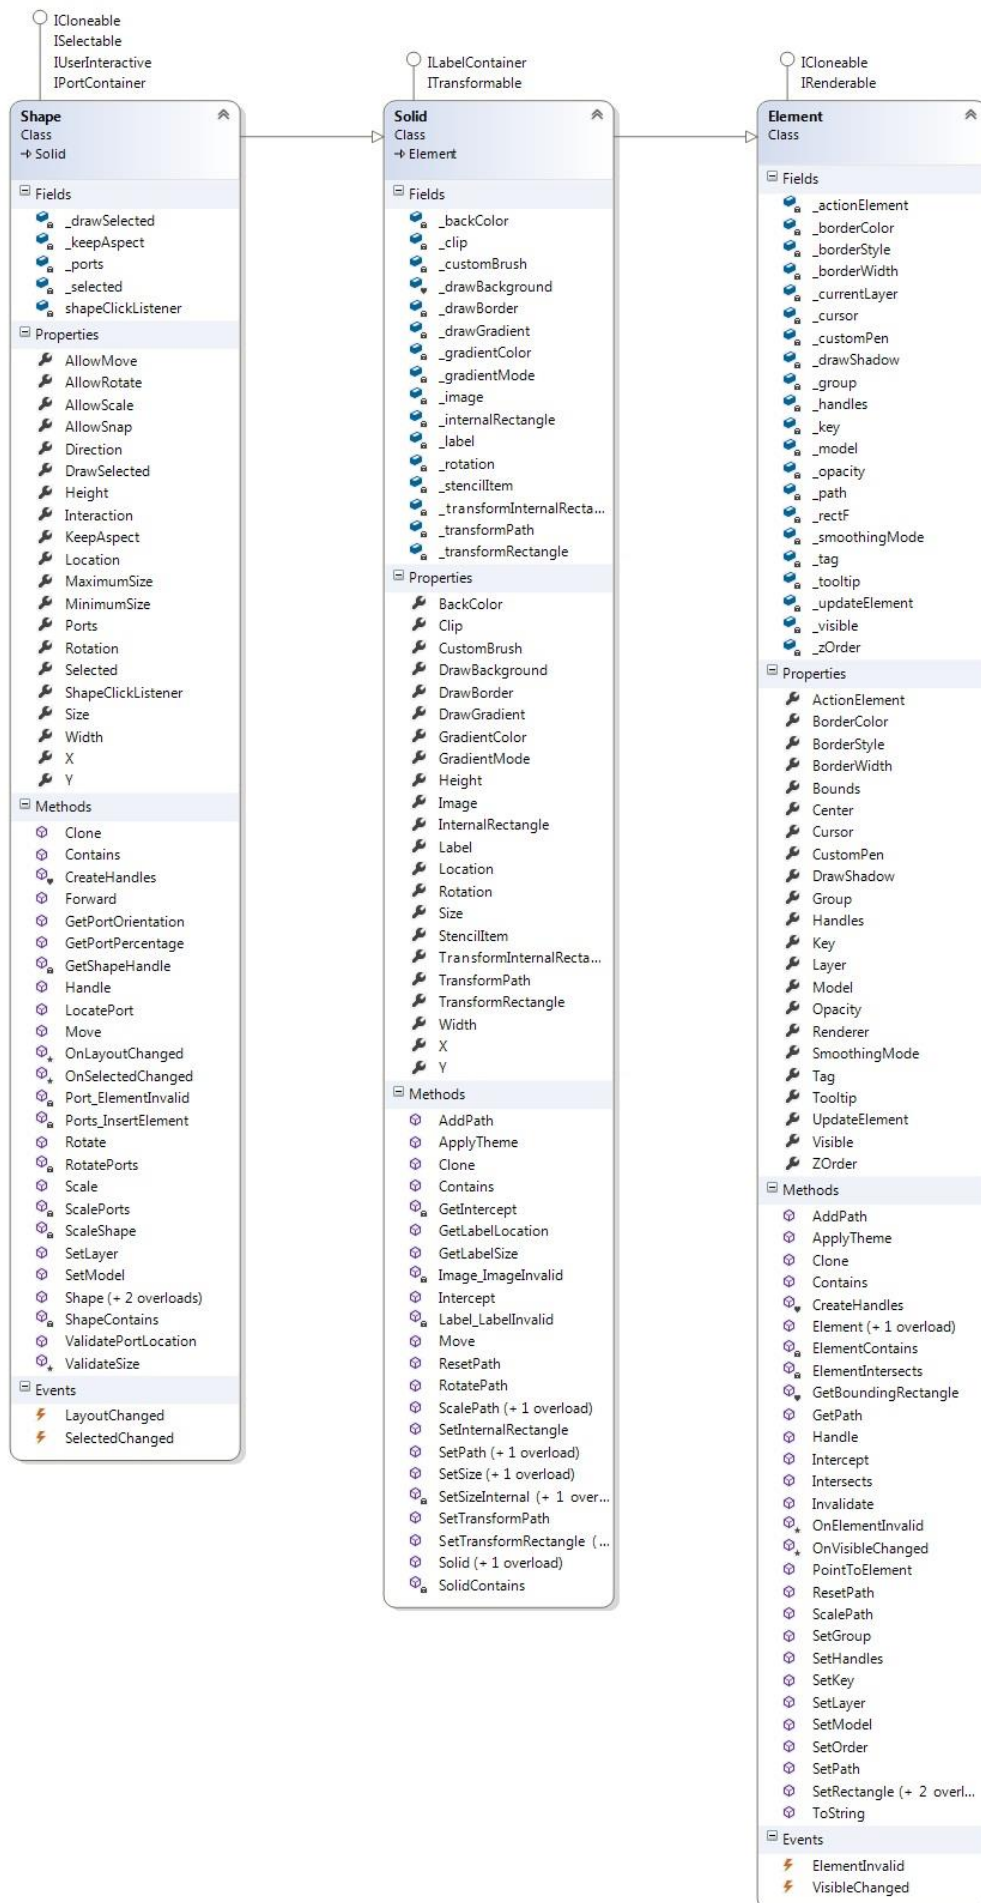 ICloneable
ISelectable
IUserInteractive
IPortContainer
Shape
Class
Solid
Fields
_drawSelected
_keepAspect
_ports
_selected
shapeClickListener
Properties
AllowMove
AllowRotate
AllowScale
AllowSnap
Direction
DrawSelected
Height
Interaction
KeepAspect
Location
MaximumSize
MinimumSize
Ports
Rotation
Selected
ShapeClickListener
Size
Width
X
Y
Methods
Clone
Contains
CreateHandles
Forward
GetPortOrientation
GetPortPercentage
GetShapeHandle
Handle
LocatePort
Move
OnLayoutChanged
OnSelectedChanged
Port_ElementInvalid
Ports_InsertElement
Rotate
RotatePorts
Scale
ScalePorts
ScaleShape
SetLayer
SetModel
Shape (+ 2 overloads)
ShapeContains
ValidatePortLocation
ValidateSize
Events
LayoutChanged
SelectedChanged
ILabelContainer
ITransformable
Solid
Class
Element
Fields
_backColor
_clip
_customBrush
_drawBackground
_drawBorder
_drawGradient
_gradientColor
_gradientMode
_image
_internalRectangle
_label
_rotation
_stencilItem
_transformInternalRecta...
_transformPath
_transformRectangle
Properties
BackColor
Clip
CustomBrush
DrawBackground
DrawBorder
DrawGradient
GradientColor
GradientMode
Height
Image
InternalRectangle
Label
Location
Rotation
Size
StencilItem
TransformInternalRecta...
TransformPath
TransformRectangle
Width
X
Y
Methods
AddPath
ApplyTheme
Clone
Contains
GetIntercept
GetLabelLocation
GetLabelSize
Image_ImageInvalid
Intercept
Label_LabelInvalid
Move
ResetPath
RotatePath
ScalePath (+ 1 overload)
SetInternalRectangle
SetPath (+ 1 overload)
SetSize (+ 1 overload)
SetSizeInternal (+ 1 over...
SetTransformPath
SetTransformRectangle (...
Solid (+ 1 overload)
SolidContains
ICloneable
IRenderable
Element
Class
Fields
_actionElement
_borderColor
_borderStyle
_borderWidth
_currentLayer
_cursor
_customPen
_drawShadow
_group
_handles
_key
_model
_opacity
_path
_rectF
_smoothingMode
_tag
_tooltip
_updateElement
_visible
_zOrder
Properties
ActionElement
BorderColor
BorderStyle
BorderWidth
Bounds
Center
Cursor
CustomPen
DrawShadow
Group
Handles
Key
Layer
Model
Opacity
Renderer
SmoothingMode
Tag
Tooltip
UpdateElement
Visible
ZOrder
Methods
AddPath
ApplyTheme
Clone
Contains
CreateHandles
Element (+ 1 overload)
ElementContains
ElementIntersects
GetBoundingRectangle
GetPath
Handle
Intercept
Intersects
Invalidate
OnElementInvalid
OnVisibleChanged
PointToElement
ResetPath
ScalePath
SetGroup
SetHandles
SetKey
SetLayer
SetModel
SetOrder
SetPath
SetRectangle (+ 2 overl...
ToString
Events
ElementInvalid
VisibleChanged